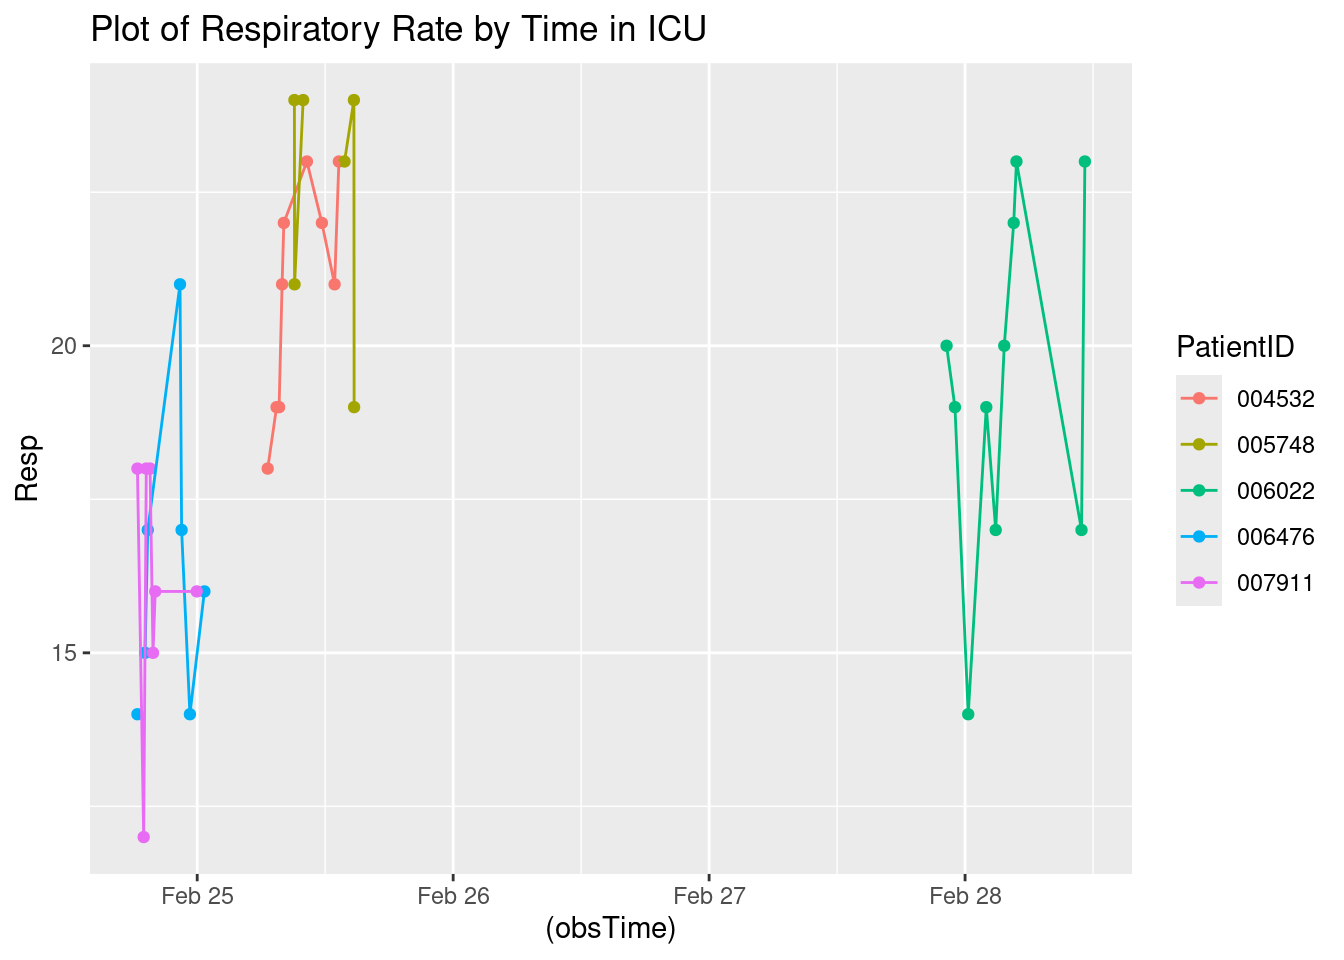 Plot of Respiratory Rate by Time in ICU
Resp
20
15
Feb 25
Feb 26
Feb 27
Feb 28
(obsTime)
PatientID
004532
005748
006022
006476
007911